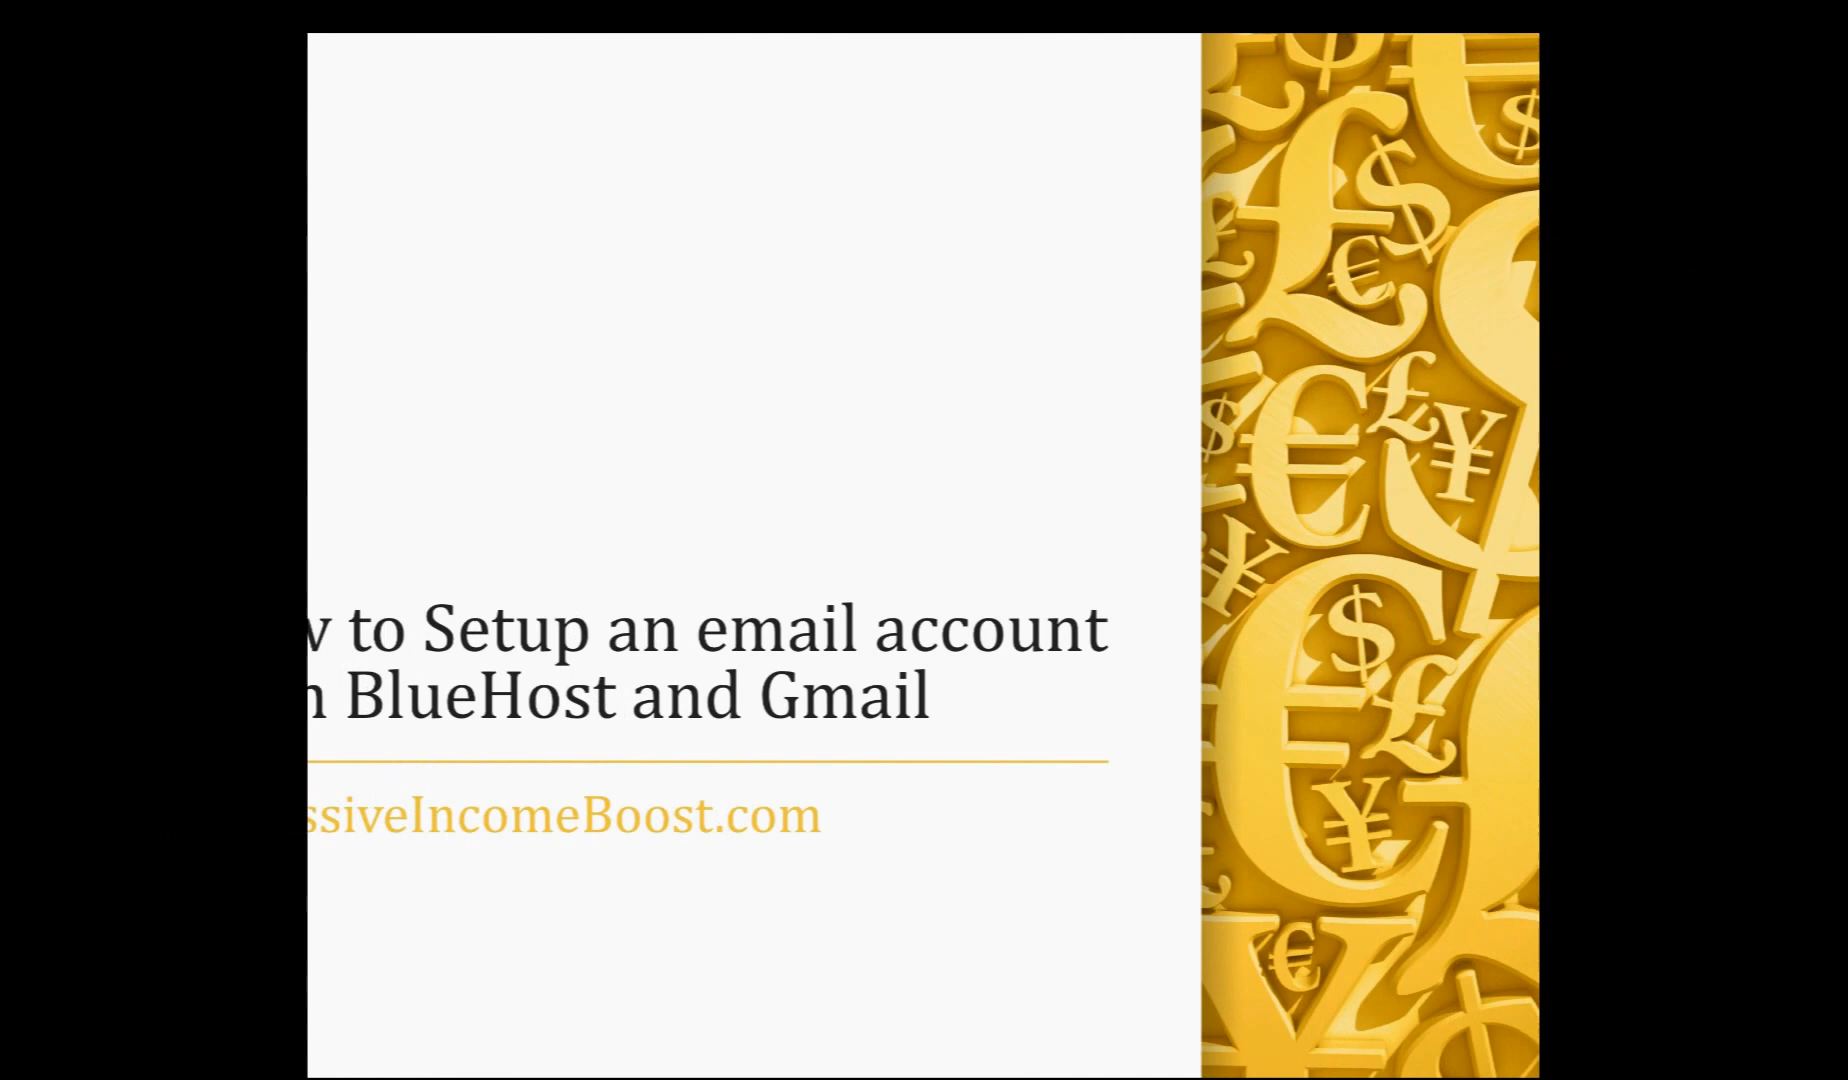 to Setup an email account
BlueHost and Gmail
ssiveIncomeBoost.com